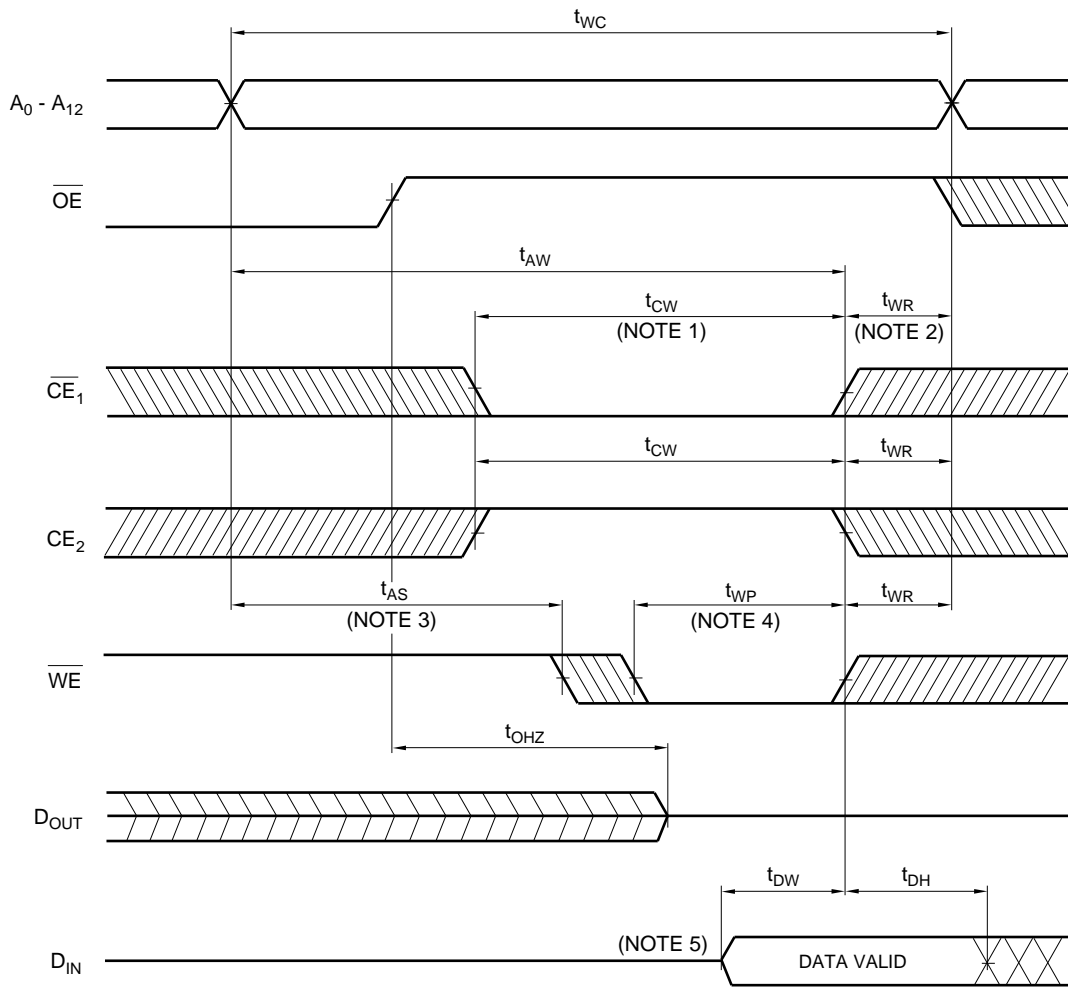 tWC
A0 - A12
OE
tAW
tCW
(NOTE 1)
tWR
(NOTE 2)
CE1
tCW
tWR
CE2
tAS
(NOTE 3)
tWP
(NOTE 4)
tWR
WE
tOHZ
DOUT
tDW
tDH
(NOTE 5)
DIN
DATA VALID